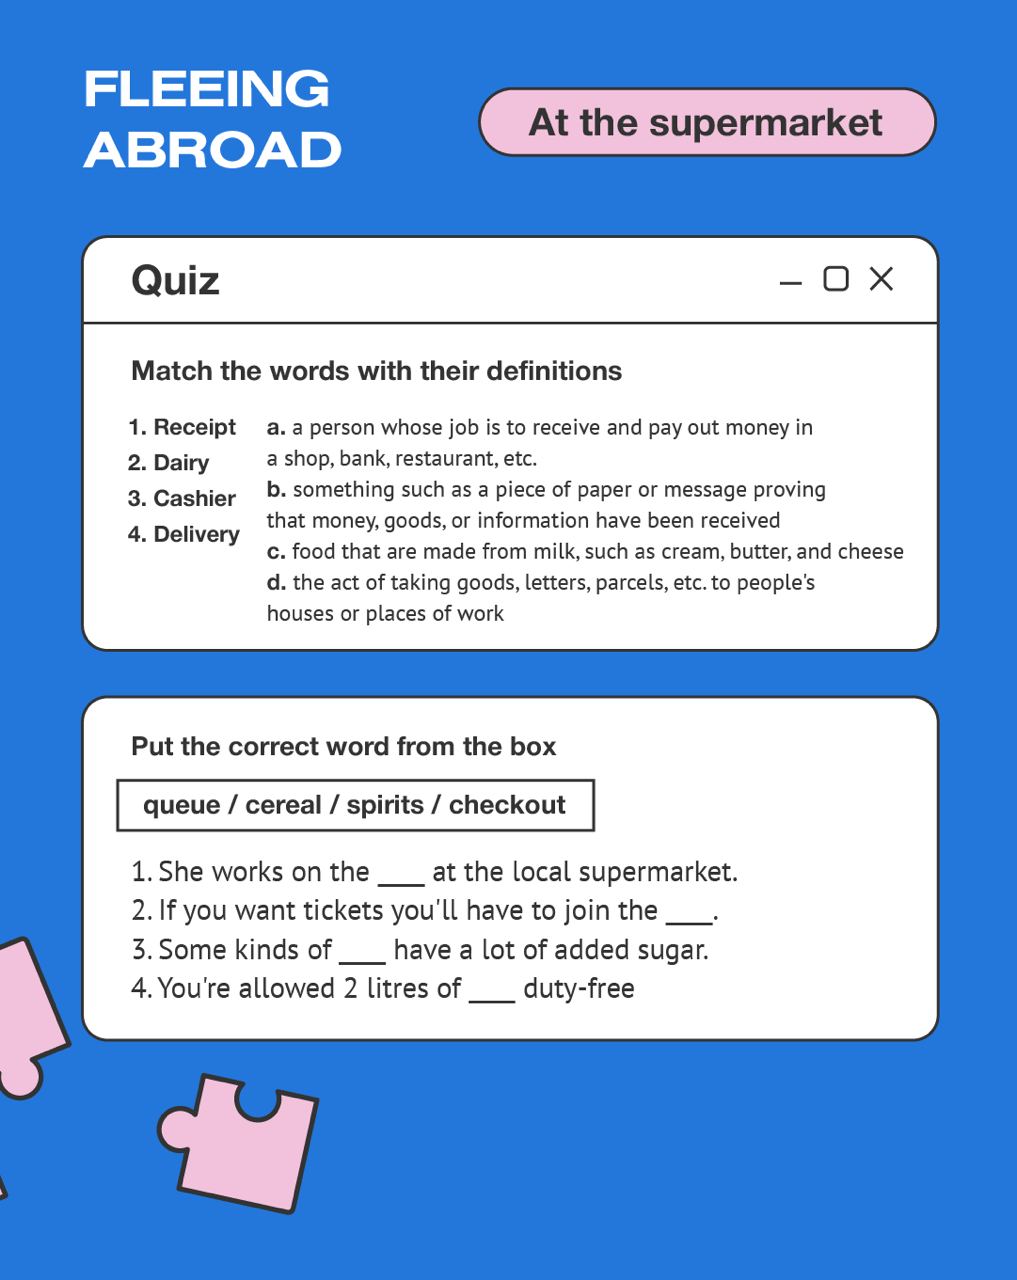 FLEEING
ABROAD
At the supermarket
Quiz
Match the words with their definitions
1. Receipt
2. Dairy
3. Cashier
4. Delivery
a. a person whose job is to receive and pay out money in
a shop, bank, restaurant, etc.
b. something such as a piece of paper or message proving
that money, goods, or information have been received
c. food that are made from milk, such as cream, butter, and cheese
d. the act of taking goods, letters, parcels, etc. to people's
houses or places of work
Put the correct word from the box
queue / cereal / spirits / checkout
1. She works on the ____ at the local supermarket.
2. If you want tickets you'll have to join the ____.
3. Some kinds of ____ have a lot of added sugar.
4. You're allowed 2 litres of ____ duty-free